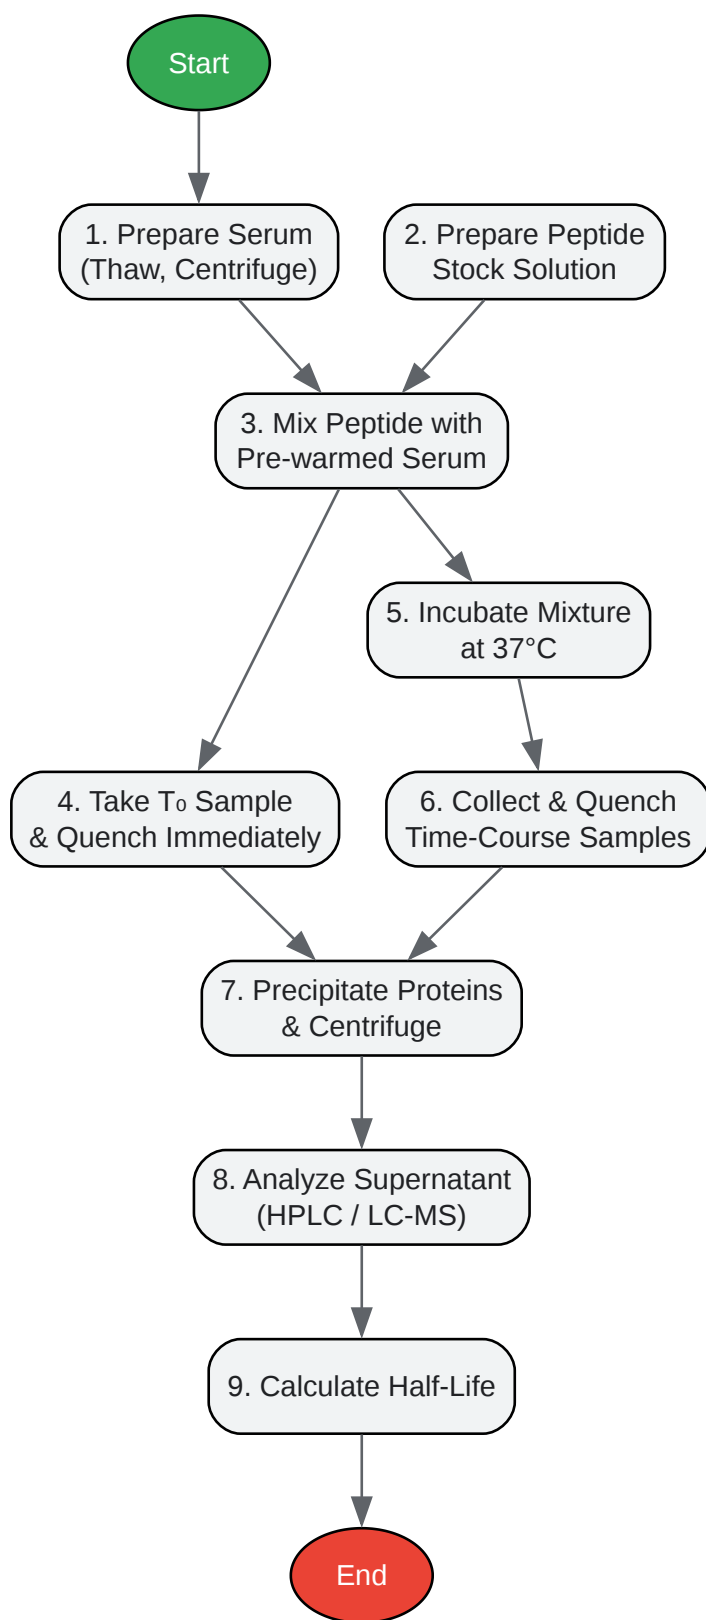 Start
1. Prepare Serum
(Thaw, Centrifuge)
2. Prepare Peptide
Stock Solution
3. Mix Peptide with
Pre-warmed Serum
5. Incubate Mixture
at 37°C
4. Take T₀ Sample
& Quench Immediately
6. Collect & Quench
Time-Course Samples
7. Precipitate Proteins
& Centrifuge
8. Analyze Supernatant
(HPLC / LC-MS)
9. Calculate Half-Life
End